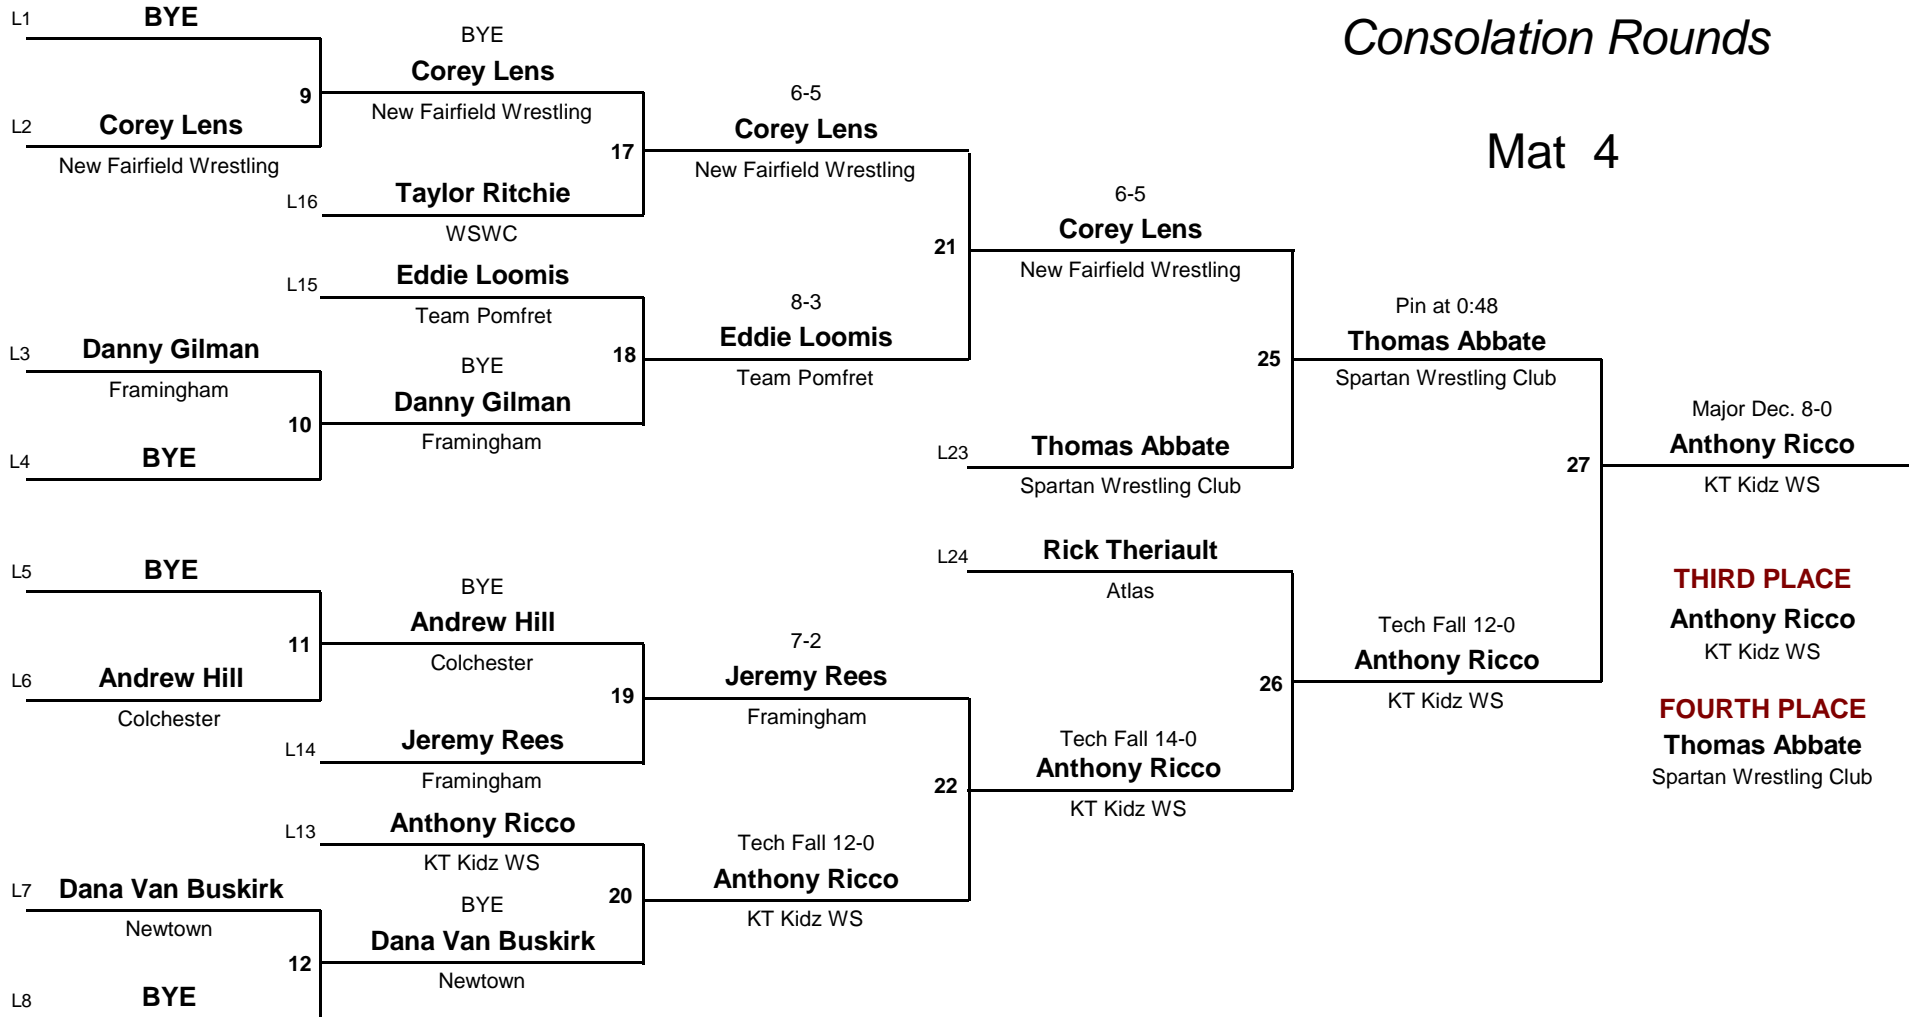 Consolation Rounds
Mat 4
L1 BYE
9
L2 Corey Lens
New Fairfield Wrestling
L3 Danny Gilman
Framingham
10
L4 BYE
L5 BYE
11
L6 Andrew Hill
Colchester
L7 Dana Van Buskirk
Newtown
12
L8 BYE
BYE
Corey Lens
New Fairfield Wrestling
17
L16 Taylor Ritchie
WSWC
L15 Eddie Loomis
Team Pomfret
18
BYE
Danny Gilman
Framingham
BYE
Andrew Hill
Colchester
19
L14 Jeremy Rees
Framingham
L13 Anthony Ricco
KT Kidz WS
20
BYE
Dana Van Buskirk
Newtown
6-5
Corey Lens
New Fairfield Wrestling
21
8-3
Eddie Loomis
Team Pomfret
7-2
Jeremy Rees
Framingham
22
Tech Fall 12-0
Anthony Ricco
KT Kidz WS
6-5
Corey Lens
New Fairfield Wrestling
25
L23 Thomas Abbate
Spartan Wrestling Club
L24 Rick Theriault
Atlas
26
Tech Fall 14-0
Anthony Ricco
KT Kidz WS
Pin at 0:48
Thomas Abbate
Spartan Wrestling Club
27
Tech Fall 12-0
Anthony Ricco
KT Kidz WS
Major Dec. 8-0
Anthony Ricco
KT Kidz WS
THIRD PLACE
Anthony Ricco
KT Kidz WS
FOURTH PLACE
Thomas Abbate
Spartan Wrestling Club